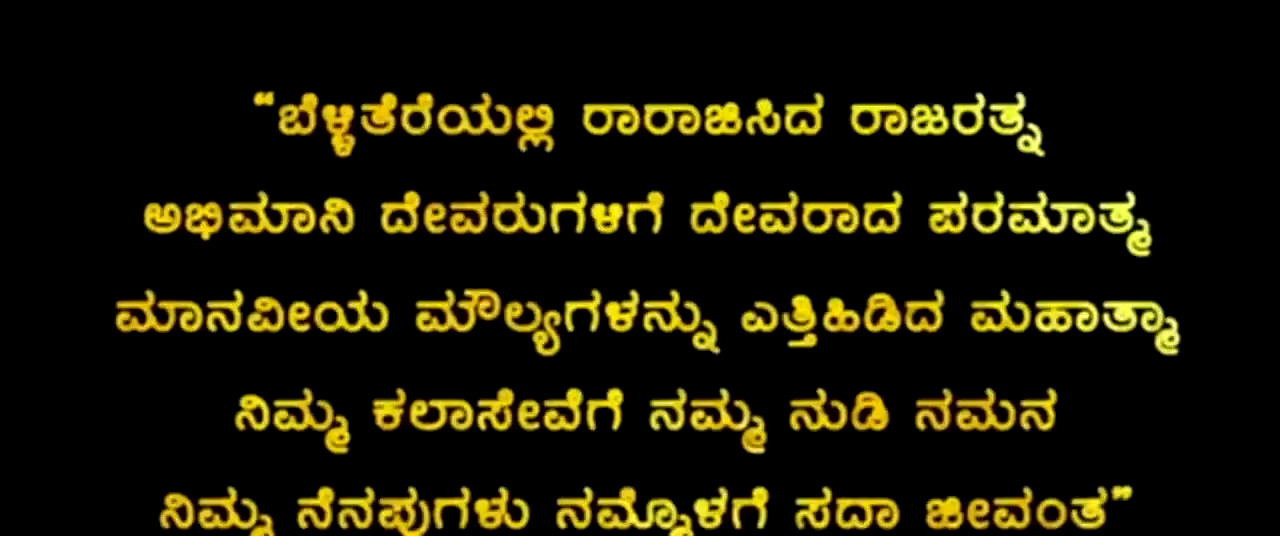 “ಬೆಳ್ಳಿತೆರೆಯಲ್ಲಿ ರಾರಾಜಿಸಿದ ರಾಜರತ್ನ
ಅಭಿಮಾನಿ ದೇವರುಗಳಿಗೆ ದೇವರಾದ ಪರಮಾತ್ಮ
ಮಾನವೀಯ ಮೌಲ್ಯಗಳನ್ನು ಎತ್ತಿಹಿಡಿದ ಮಹಾತ್ಮಾ
ನಿಮ್ಮ ಕಲಾಸೇವೆಗೆ ನಮ್ಮ ನುಡಿ ನಮನ
ನಿಮ್ಮ ನೆನಪುಗಳು ನಮ್ಮೊಳಗೆ ಸದಾ ಜೀವಂತ”